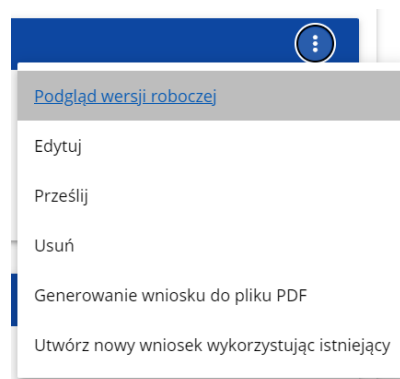 Podgląd wersji roboczej
Edytuj
Prześlij
Usuń
Generowanie wniosku do pliku PDF
Utwórz nowy wniosek wykorzystując istniejący